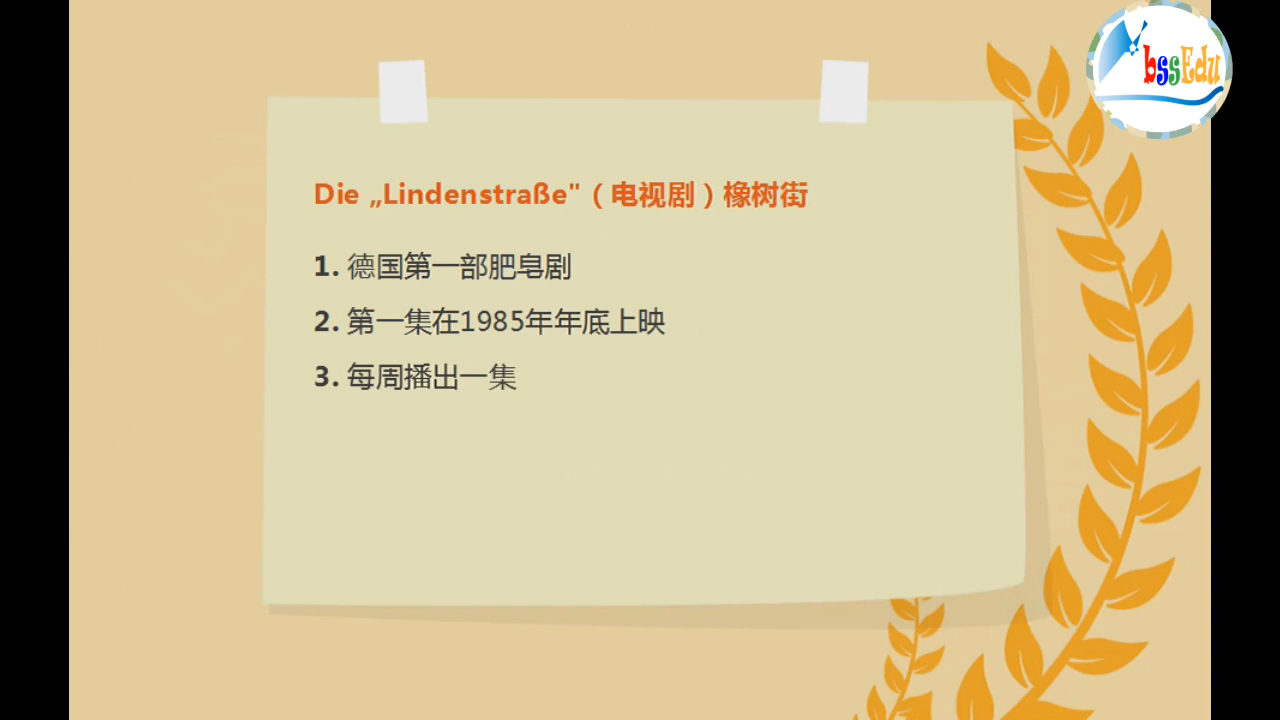 bssEdu
Die „Lindenstraße"（电视剧）橡树街
1. 德国第一部肥皂剧
2. 第一集在1985年年底上映
3. 每周播出一集